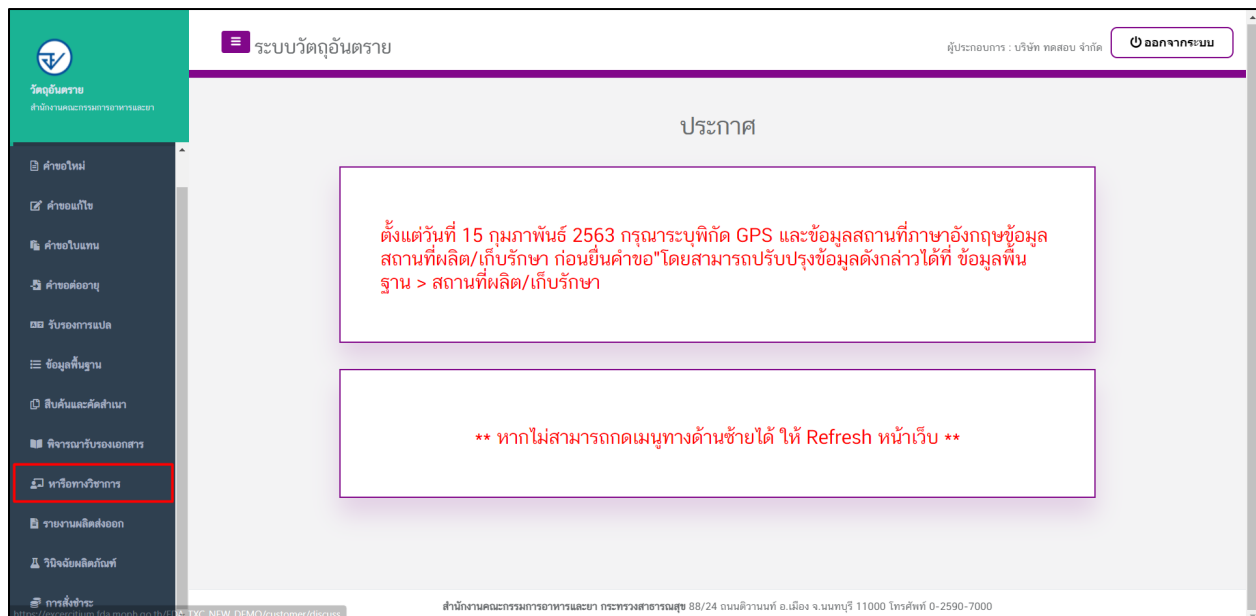 วัตถุอันตราย
สำนักงานคณะกรรมการอาหารและยา
คำขอใหม่
คำขอแก้ไข
คำขอใบแทน
คำขอต่ออายุ
รับรองการแปล
ข้อมูลพื้นฐาน
สืบค้นและคัดสำเนา
พิจารณารับรองเอกสาร
หารือทางวิชาการ
รายงานผลิตส่งออก
วินิจฉัยผลิตภัณฑ์
การสั่งชำระ
ระบบวัตถุอันตราย
ผู้ประกอบการ : บริษัท ทดสอบ จำกัด
ออกจากระบบ
ประกาศ
ตั้งแต่วันที่ 15 กุมภาพันธ์ 2563 กรุณาระบุพิกัด GPS และข้อมูลสถานที่ภาษาอังกฤษข้อมูล
สถานที่ผลิต/เก็บรักษา ก่อนยื่นคำขอ"โดยสามารถปรับปรุงข้อมูลดังกล่าวได้ที่ ข้อมูลพื้น
ฐาน > สถานที่ผลิต/เก็บรักษา
** หากไม่สามารถกดเมนูทางด้านซ้ายได้ ให้ Refresh หน้าเว็บ **
สำนักงานคณะกรรมการอาหารและยา กระทรวงสาธารณสุข 88/24 ถนนติวานนท์ อ.เมือง จ.นนทบุรี 11000 โทรศัพท์ 0-2590-7000